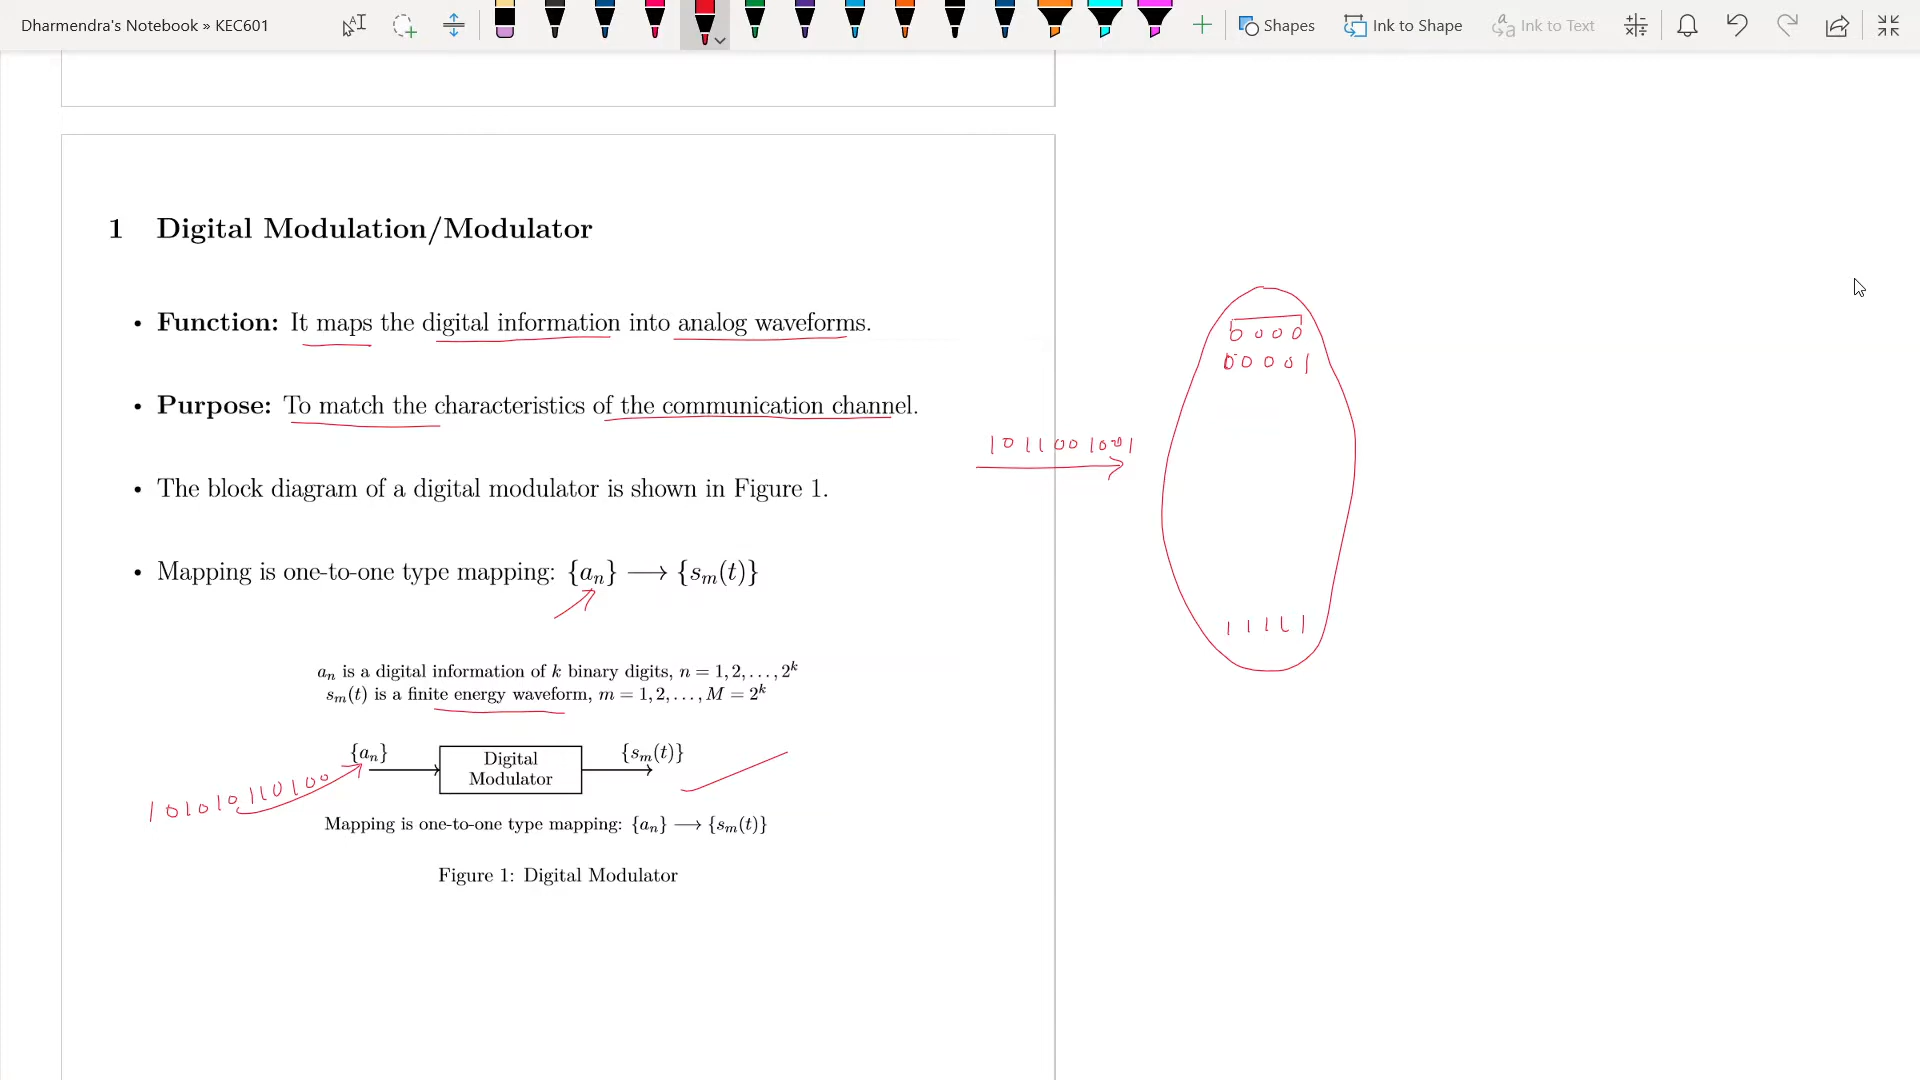 Dharmendra's Notebook » KEC601
Shapes
Ink to Shape
Ink to Text
1 Digital Modulation/Modulator
• Function: It maps the digital information into analog waveforms.
• Purpose: To match the characteristics of the communication channel.
• The block diagram of a digital modulator is shown in Figure 1.
• Mapping is one-to-one type mapping: {aₙ} ⟶ {sₘ(t)}
aₙ is a digital information of k binary digits, n = 1, 2, . . . , 2ᵏ
sₘ(t) is a finite energy waveform, m = 1, 2, . . . , M = 2ᵏ
{aₙ}
Digital
Modulator
{sₘ(t)}
101010110100
Mapping is one-to-one type mapping: {aₙ} ⟶ {sₘ(t)}
Figure 1: Digital Modulator
1011001001
0000
00001
11111